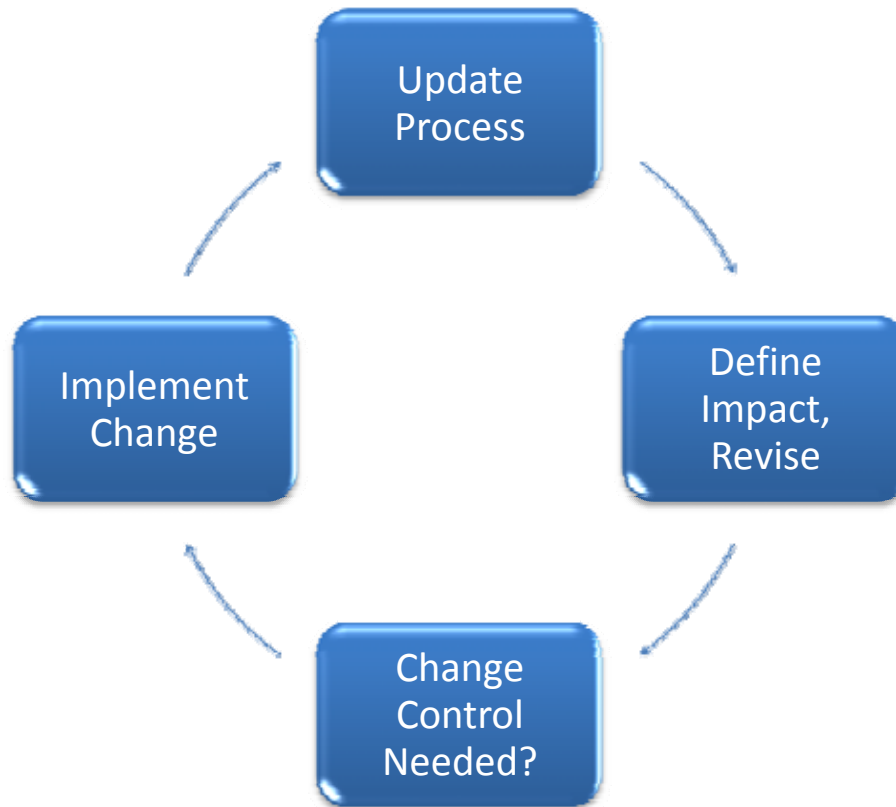 Update
Process
Define
Impact,
Revise
Change
Control
Needed?
Implement
Change